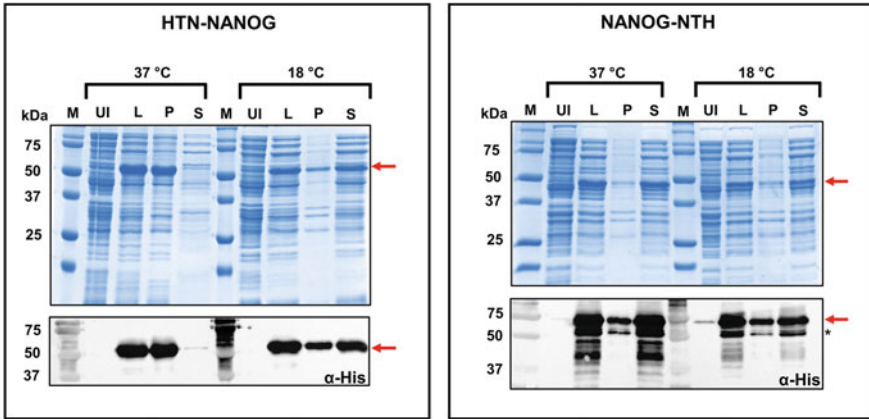 HTN-NANOG
37 °C 18 °C
kDa M UI L P S M UI L P S
75
50
37
25
75
50
37
α-His
NANOG-NTH
37 °C 18 °C
kDa M UI L P S M UI L P S
75
50
37
25
75
50
37
*
α-His